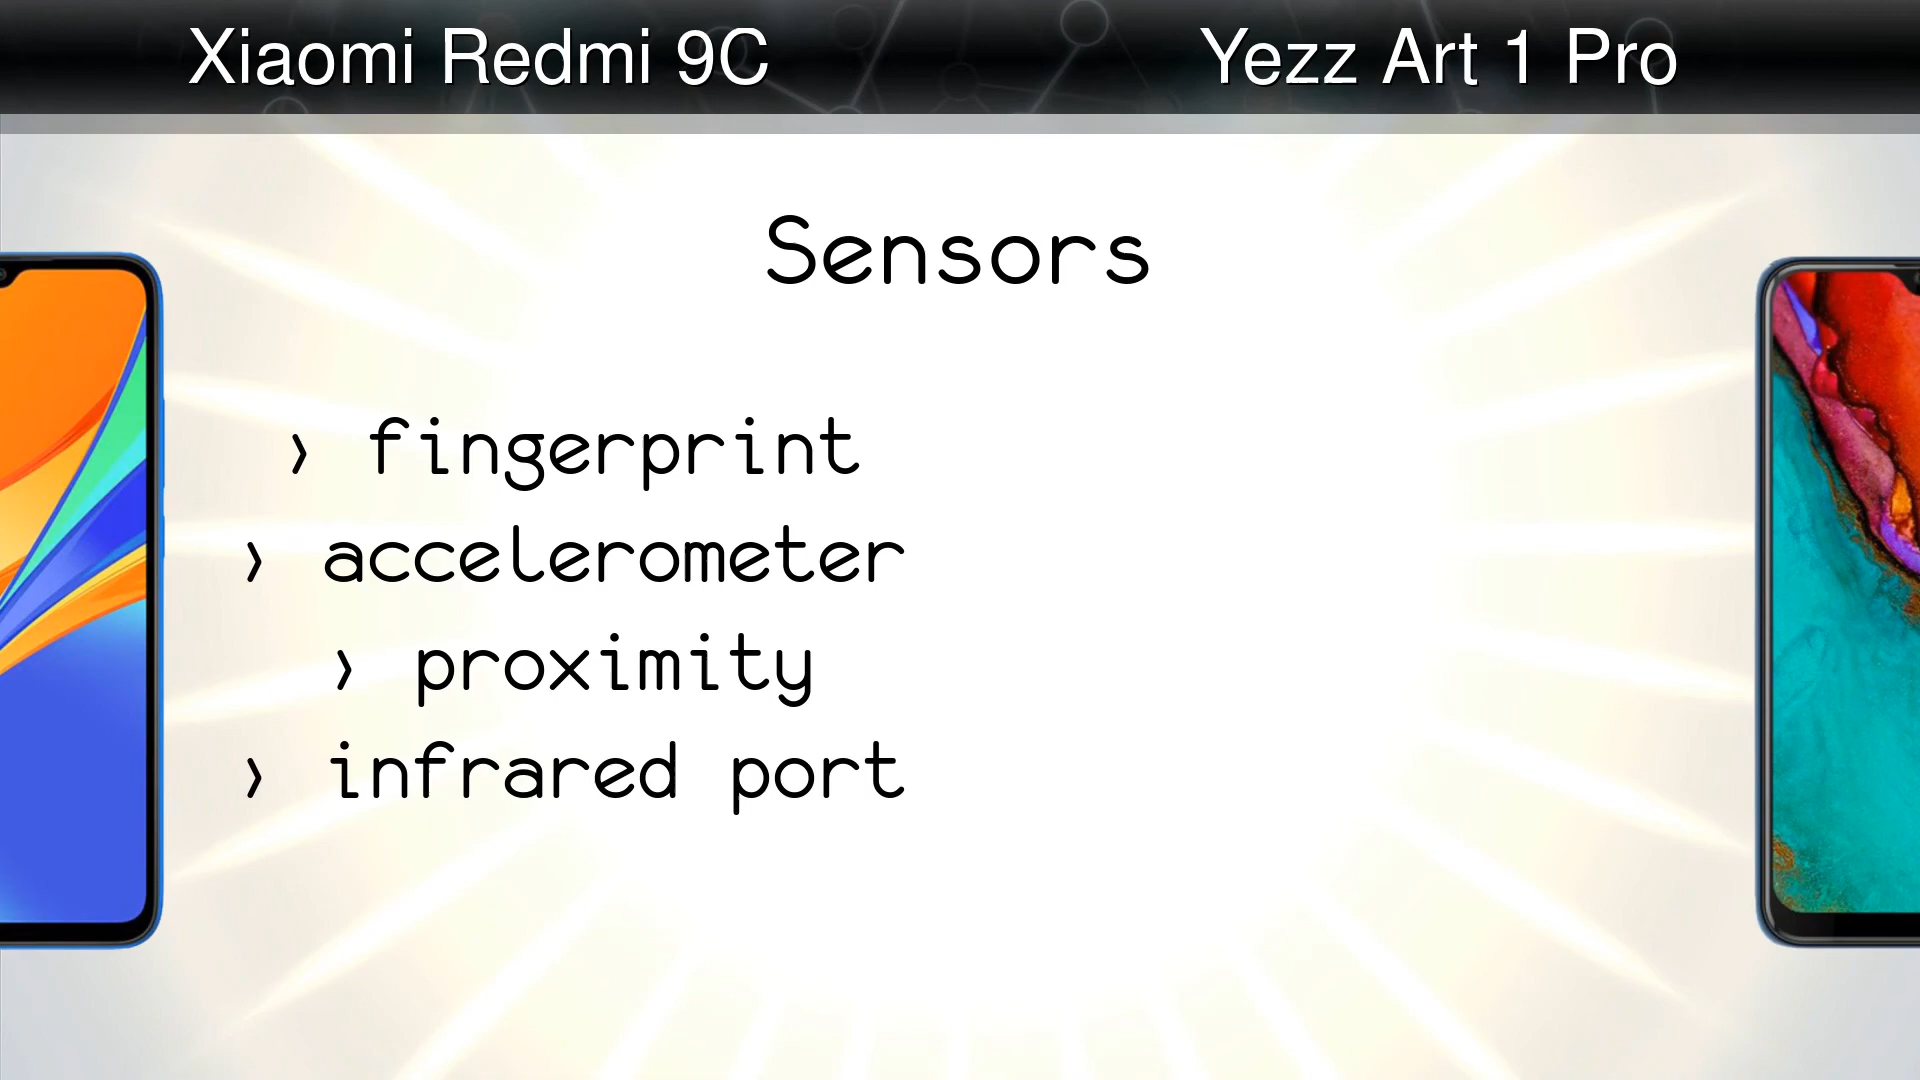 Xiaomi Redmi 9C
Yezz Art 1 Pro
Sensors
› fingerprint
› accelerometer
› proximity
› infrared port